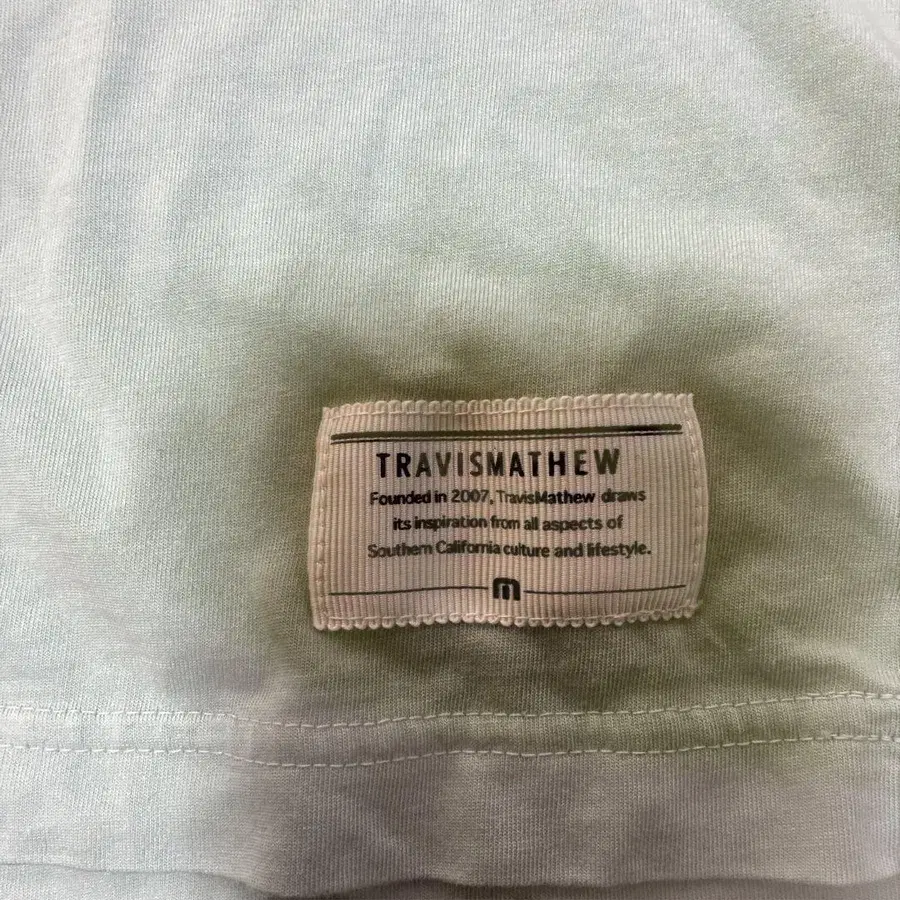 TRAVISMATHEW
Founded in 2007, TravisMathew draws
its inspiration from all aspects of
Southern California culture and lifestyle.
m